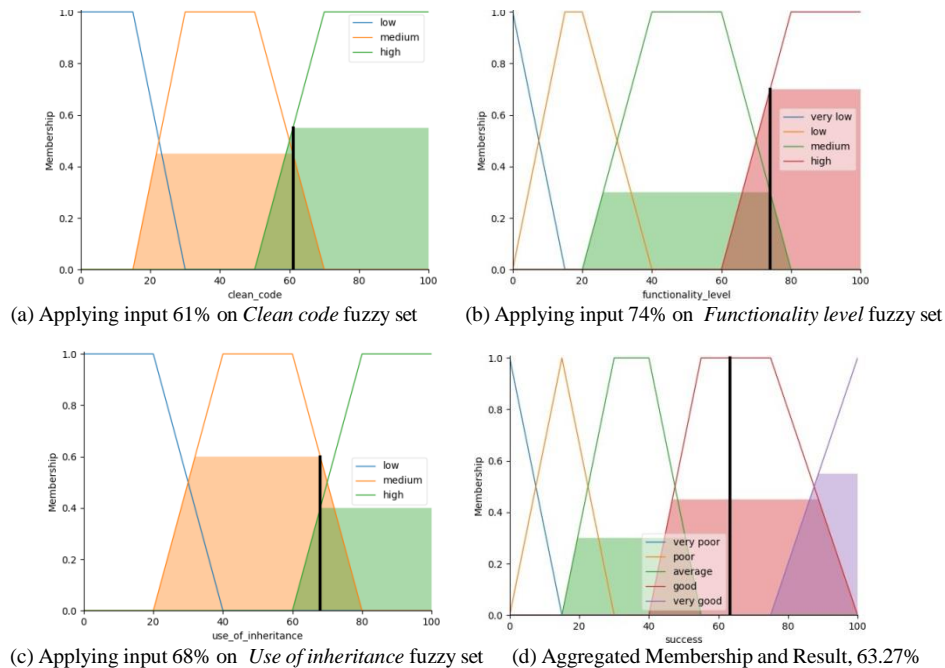 1.0
low
medium
high
0.8
0.6
Membership
0.4
0.2
0.0
0 20 40 60 80 100
clean_code
(a) Applying input 61% on Clean code fuzzy set
1.0
0.8
very low
low
medium
high
0.6
Membership
0.4
0.2
0.0
0 20 40 60 80 100
functionality_level
(b) Applying input 74% on Functionality level fuzzy set
1.0
0.8
0.6
low
medium
high
Membership
0.4
0.2
0.0
0 20 40 60 80 100
use_of_inheritance
(c) Applying input 68% on Use of inheritance fuzzy set
1.0
0.8
0.6
Membership
0.4
0.2
0.0
very poor
poor
average
good
very good
0 20 40 60 80 100
success
(d) Aggregated Membership and Result, 63.27%